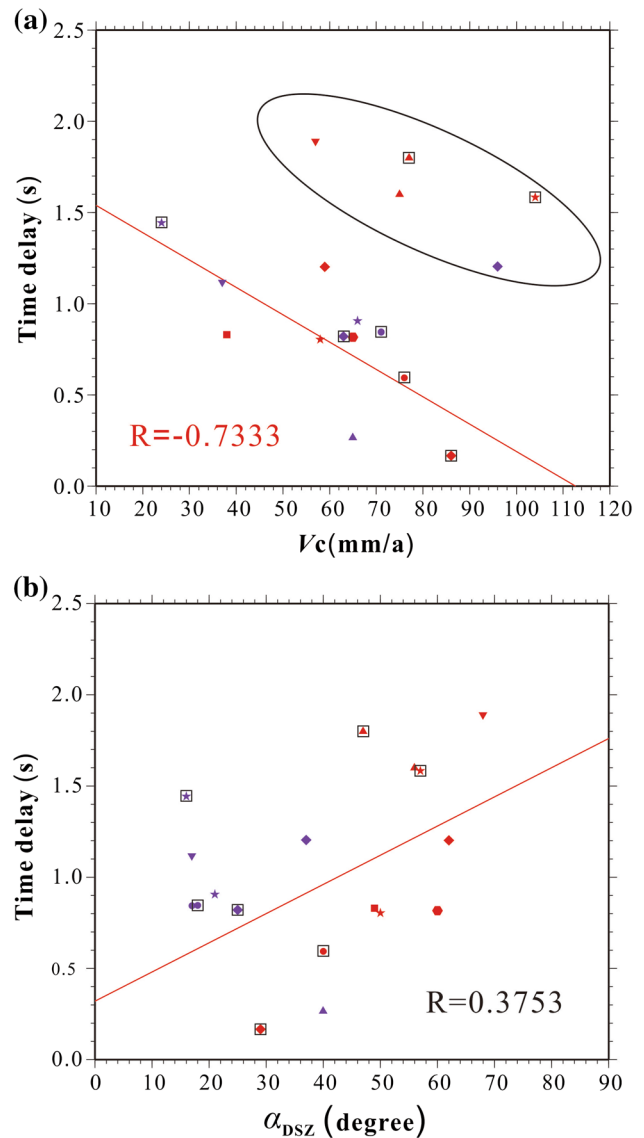 (a)
2.5
2.0
1.5
1.0
0.5
0.0
Time delay (s)
R=-0.7333
10 20 30 40 50 60 70 80 90 100 110 120
Vc(mm/a)
(b)
2.5
2.0
1.5
1.0
0.5
0.0
Time delay (s)
R=0.3753
0 10 20 30 40 50 60 70 80 90
αDSZ (degree)